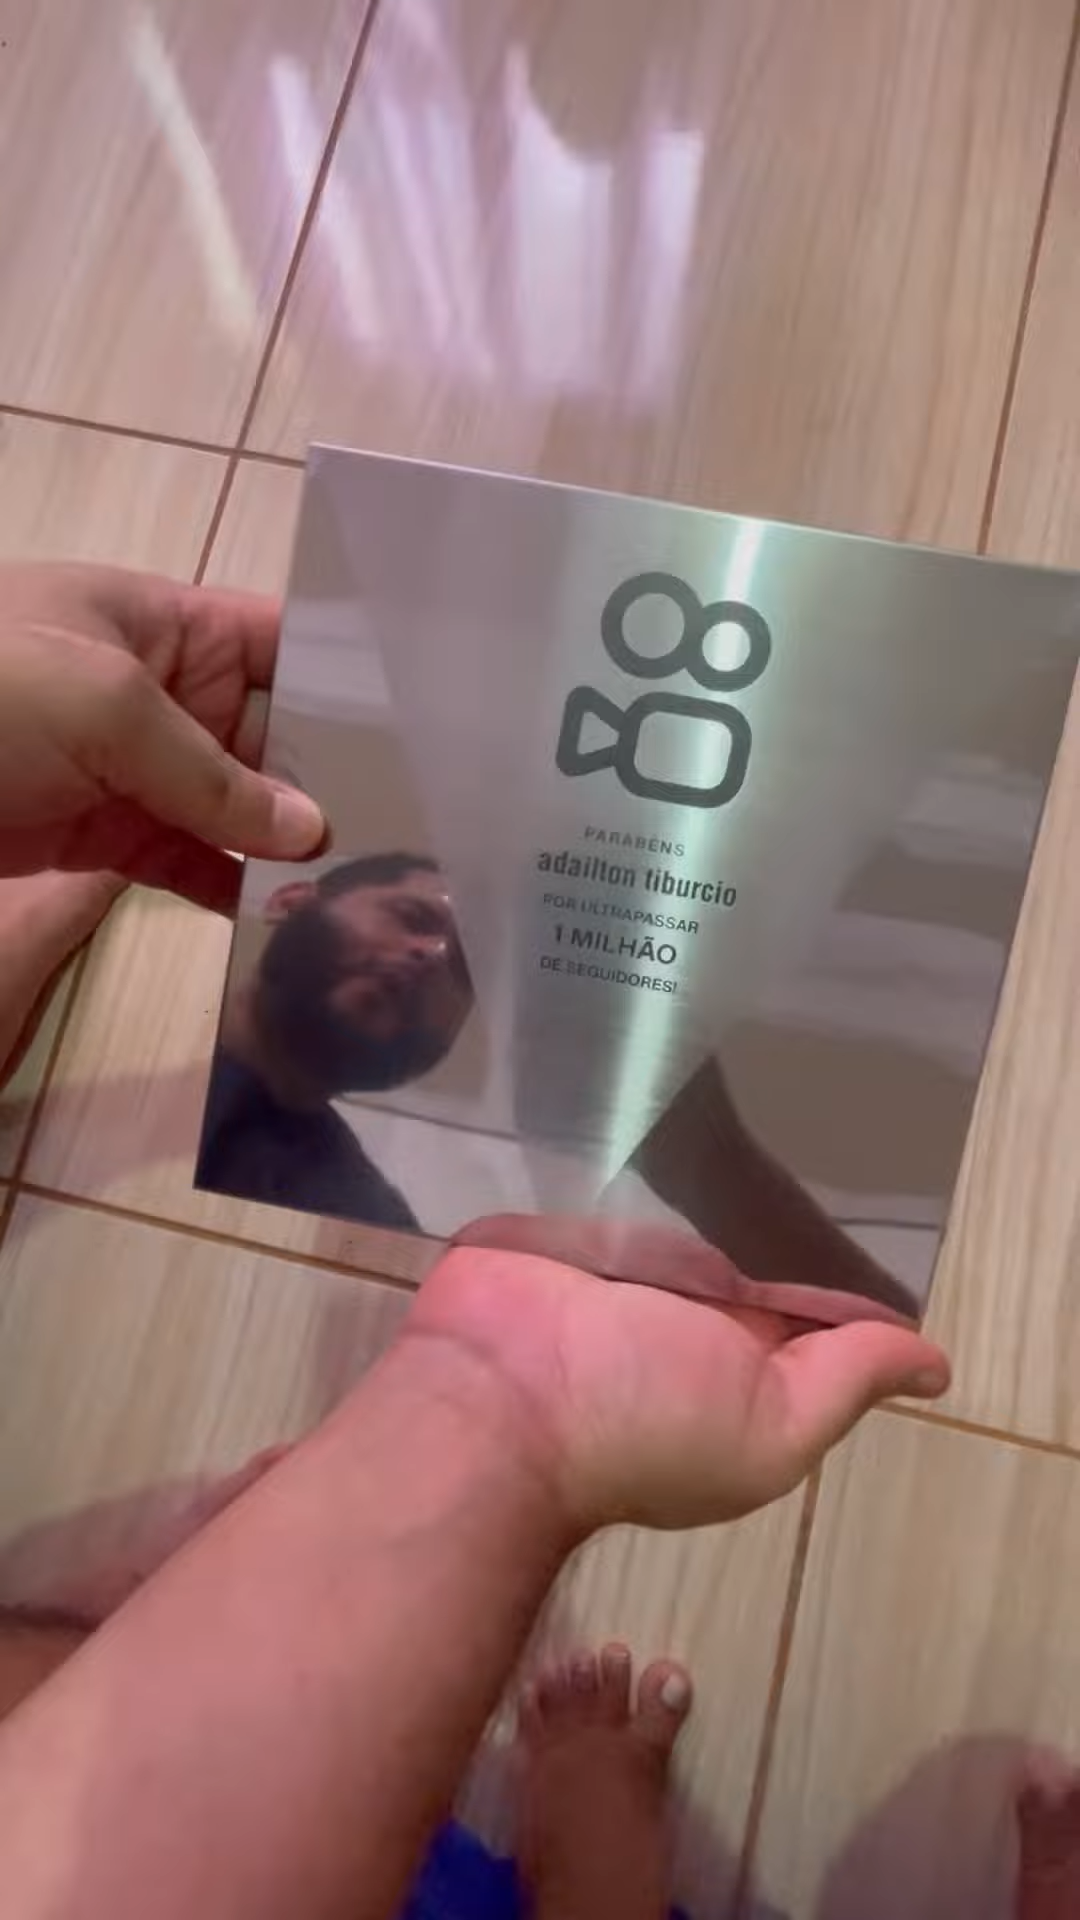 PARABÉNS
adailton tiburcio
POR ULTRAPASSAR
1 MILHÃO
DE SEGUIDORES!